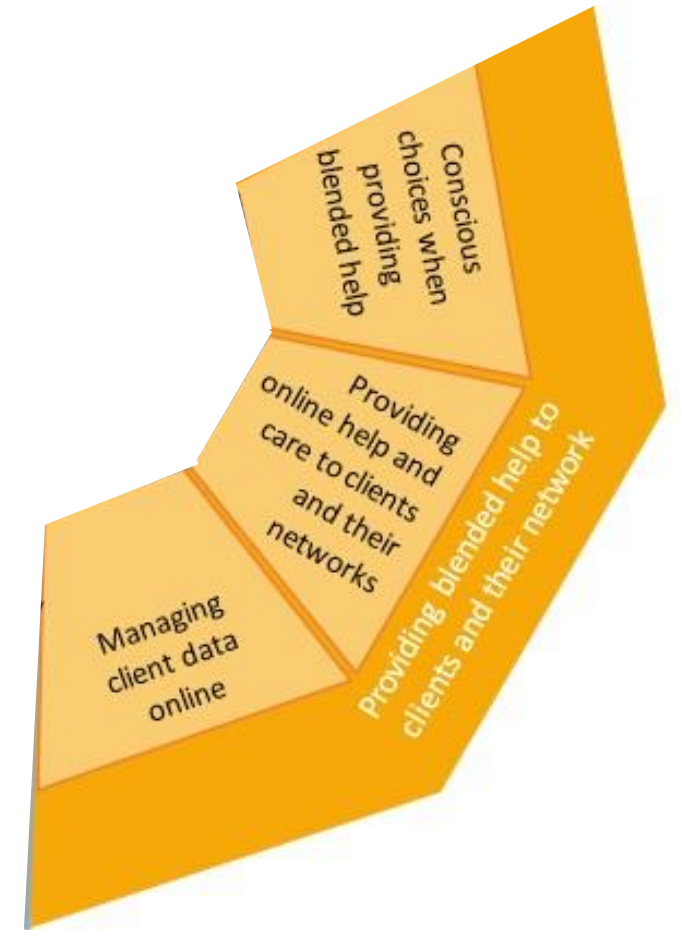 Conscious
choices when
providing
blended help
Providing
online help and
care to clients
and their
networks
Managing
client data
online
Providing blended help to
clients and their network